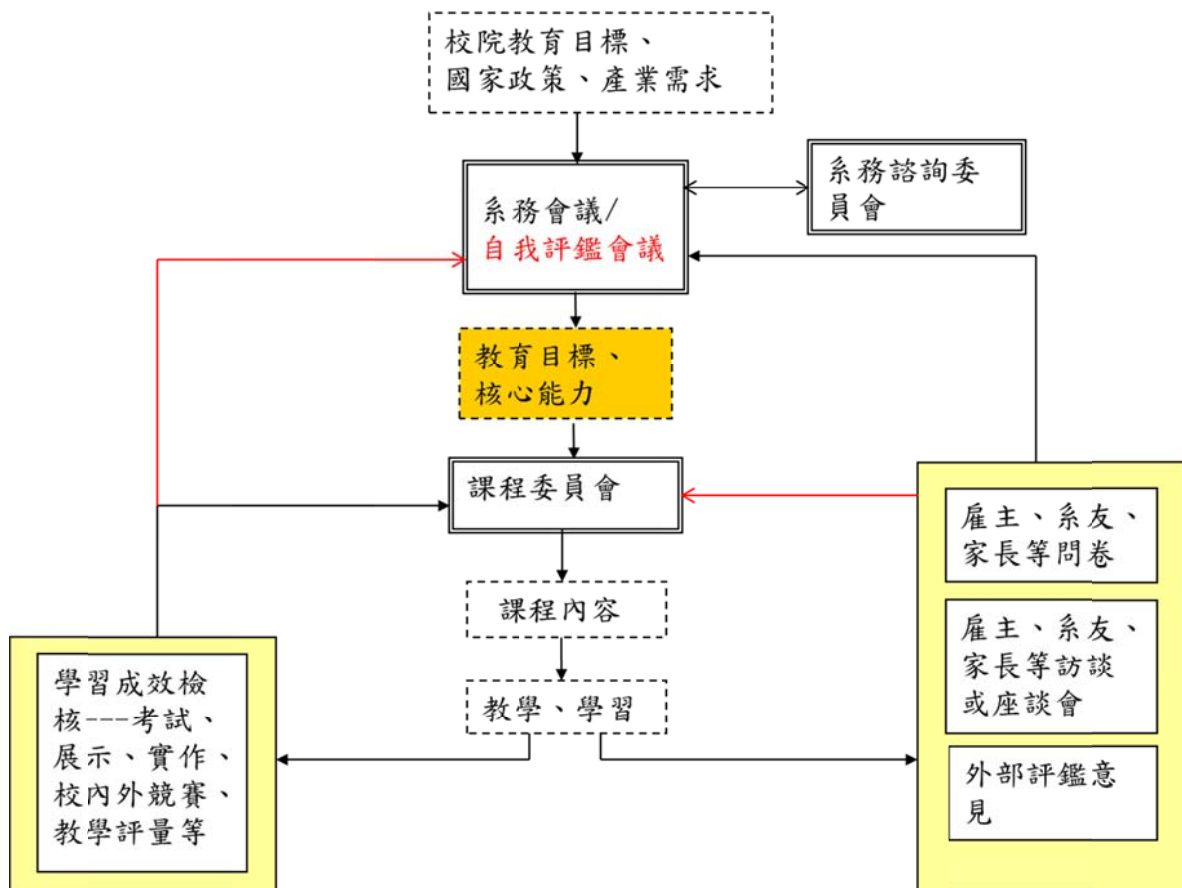 校院教育目標、
國家政策、產業需求
系務諮詢委
員會
系務會議/
自我評鑑會議
教育目標、
核心能力
課程委員會
課程內容
教學、學習
學習成效檢
核---考試、
展示、實作、
校內外競賽、
教學評量等
雇主、系友、
家長等問卷
雇主、系友、
家長等訪談
或座談會
外部評鑑意
見